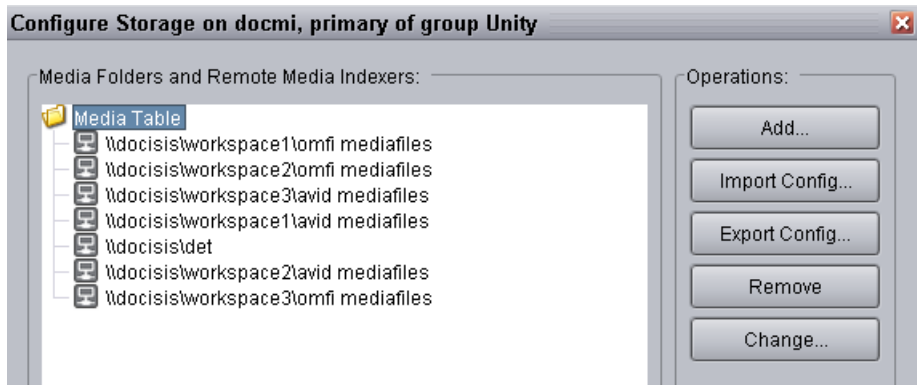 Configure Storage on docmi, primary of group Unity
Media Folders and Remote Media Indexers:
Media Table
\\docisis\workspace1\omfi mediafiles
\\docisis\workspace2\omfi mediafiles
\\docisis\workspace3\avid mediafiles
\\docisis\workspace1\avid mediafiles
\\docisis\det
\\docisis\workspace2\avid mediafiles
\\docisis\workspace3\omfi mediafiles
Operations:
Add...
Import Config...
Export Config...
Remove
Change...